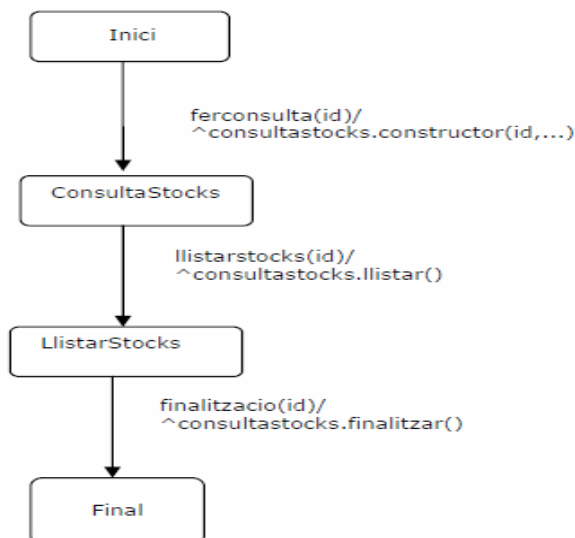 Inici
ferconsulta(id)/
^consultastocks.constructor(id,...)
ConsultaStocks
llistarstocks(id)/
^consultastocks.llistar()
LlistarStocks
finalitzacio(id)/
^consultastocks.finalitzar()
Final